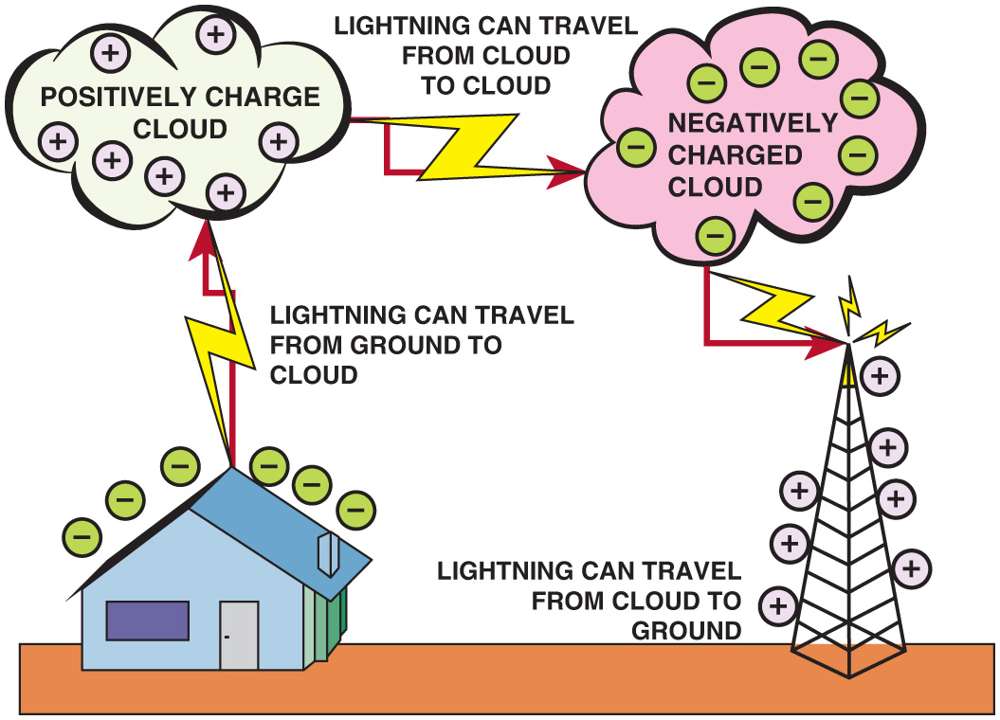 LIGHTNING CAN TRAVEL
FROM CLOUD
TO CLOUD
POSITIVELY CHARGE
CLOUD
NEGATIVELY
CHARGED
CLOUD
LIGHTNING CAN TRAVEL
FROM GROUND TO
CLOUD
LIGHTNING CAN TRAVEL
FROM CLOUD TO
GROUND